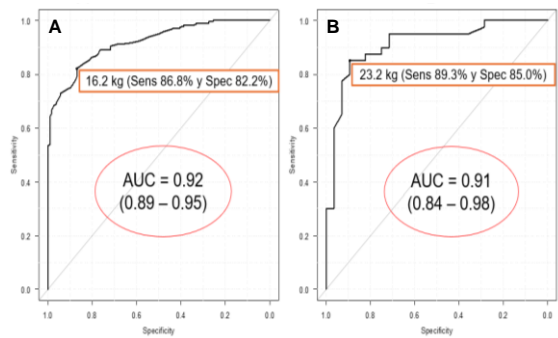 A
1.0
0.8
0.6
0.4
0.2
0.0
Sensitivity
16.2 kg (Sens 86.8% y Spec 82.2%)
AUC = 0.92
(0.89 – 0.95)
1.0 0.8 0.6 0.4 0.2 0.0
Specificity
B
1.0
0.8
0.6
0.4
0.2
0.0
Sensitivity
23.2 kg (Sens 89.3% y Spec 85.0%)
AUC = 0.91
(0.84 – 0.98)
1.0 0.8 0.6 0.4 0.2 0.0
Specificity